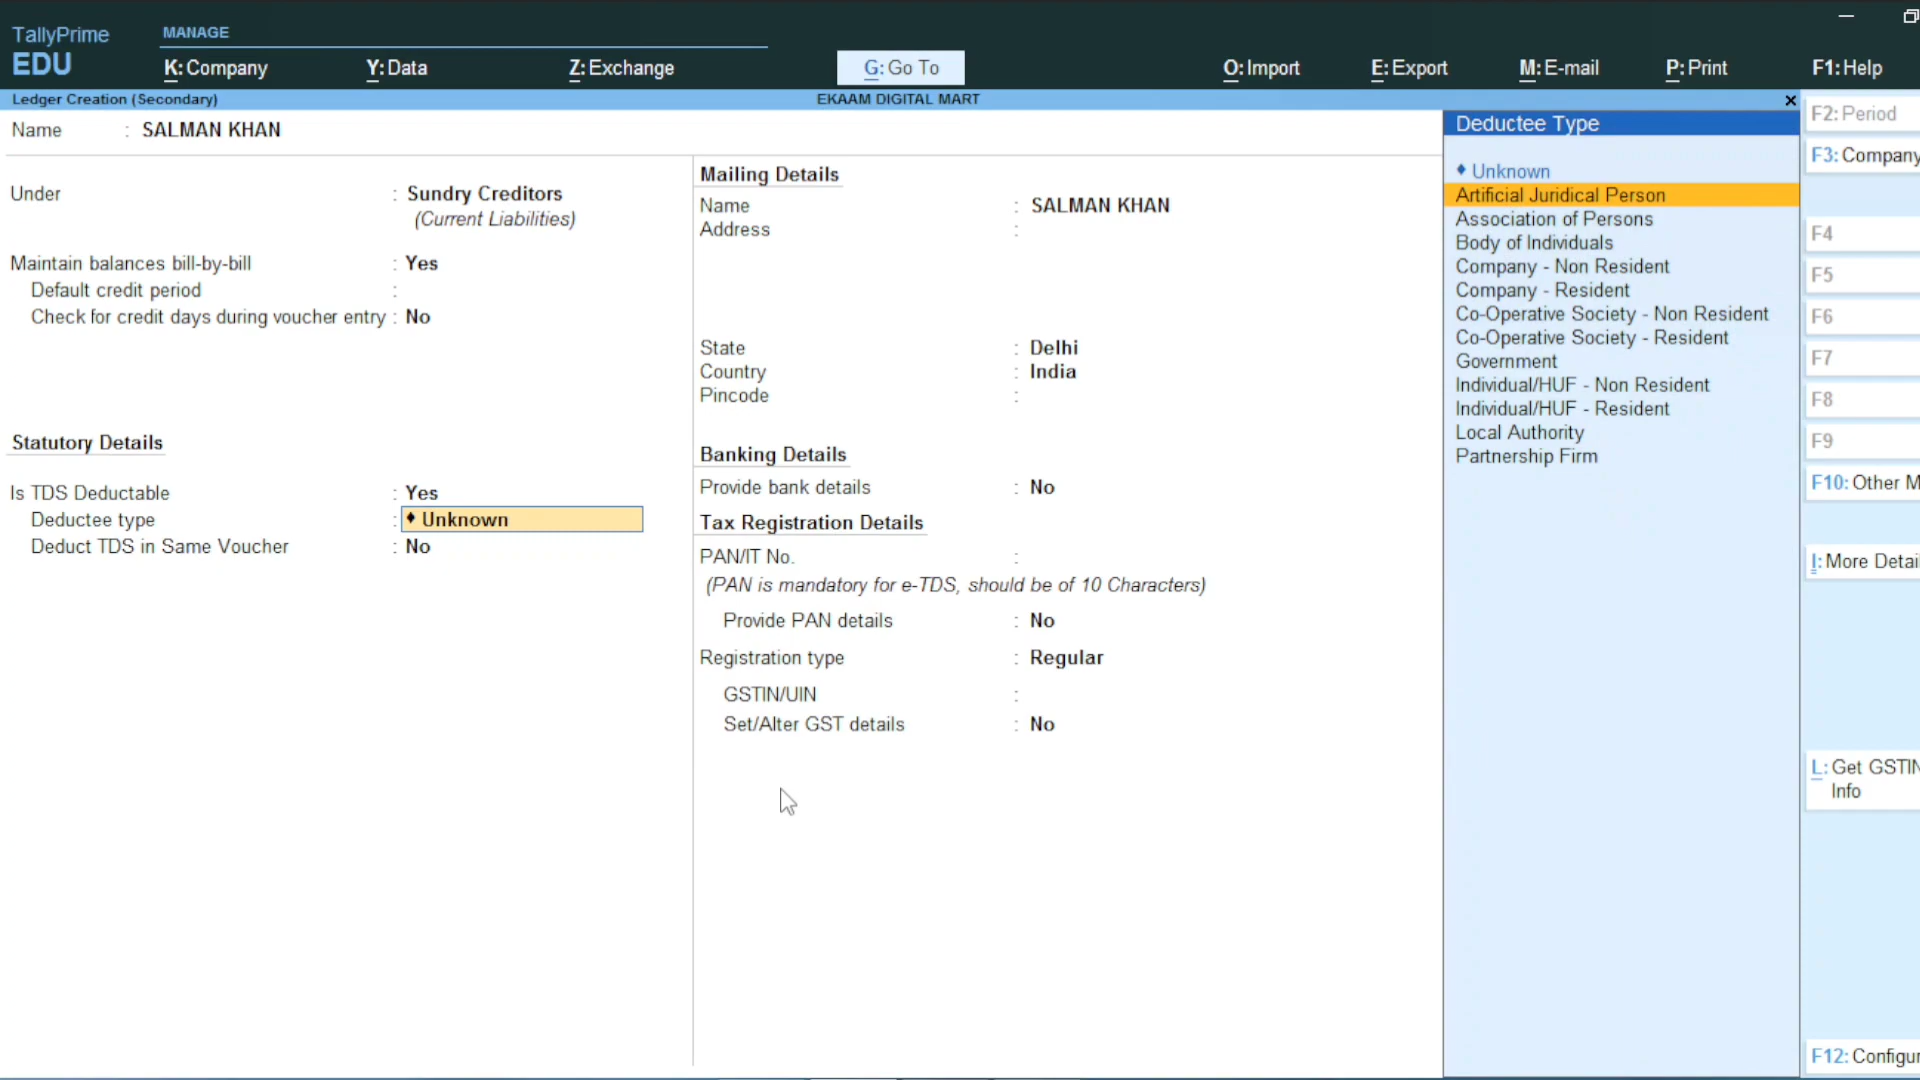 TallyPrime
EDU
MANAGE
K: Company
Y: Data
Z: Exchange
G: Go To
O: Import
E: Export
M: E-mail
P: Print
F1: Help
Ledger Creation (Secondary)
EKAAM DIGITAL MART
Name : SALMAN KHAN
Under : Sundry Creditors
(Current Liabilities)
Maintain balances bill-by-bill : Yes
Default credit period :
Check for credit days during voucher entry : No
Statutory Details
Is TDS Deductable : Yes
Deductee type : ♦ Unknown
Deduct TDS in Same Voucher : No
Mailing Details
Name : SALMAN KHAN
Address :
State : Delhi
Country : India
Pincode :
Banking Details
Provide bank details : No
Tax Registration Details
PAN/IT No. :
(PAN is mandatory for e-TDS, should be of 10 Characters)
Provide PAN details : No
Registration type : Regular
GSTIN/UIN :
Set/Alter GST details : No
Deductee Type
♦ Unknown
Artificial Juridical Person
Association of Persons
Body of Individuals
Company - Non Resident
Company - Resident
Co-Operative Society - Non Resident
Co-Operative Society - Resident
Government
Individual/HUF - Non Resident
Individual/HUF - Resident
Local Authority
Partnership Firm
F2: Period
F3: Company
F4
F5
F6
F7
F8
F9
F10: Other M
I: More Detai
L: Get GSTIN
Info
F12: Configur